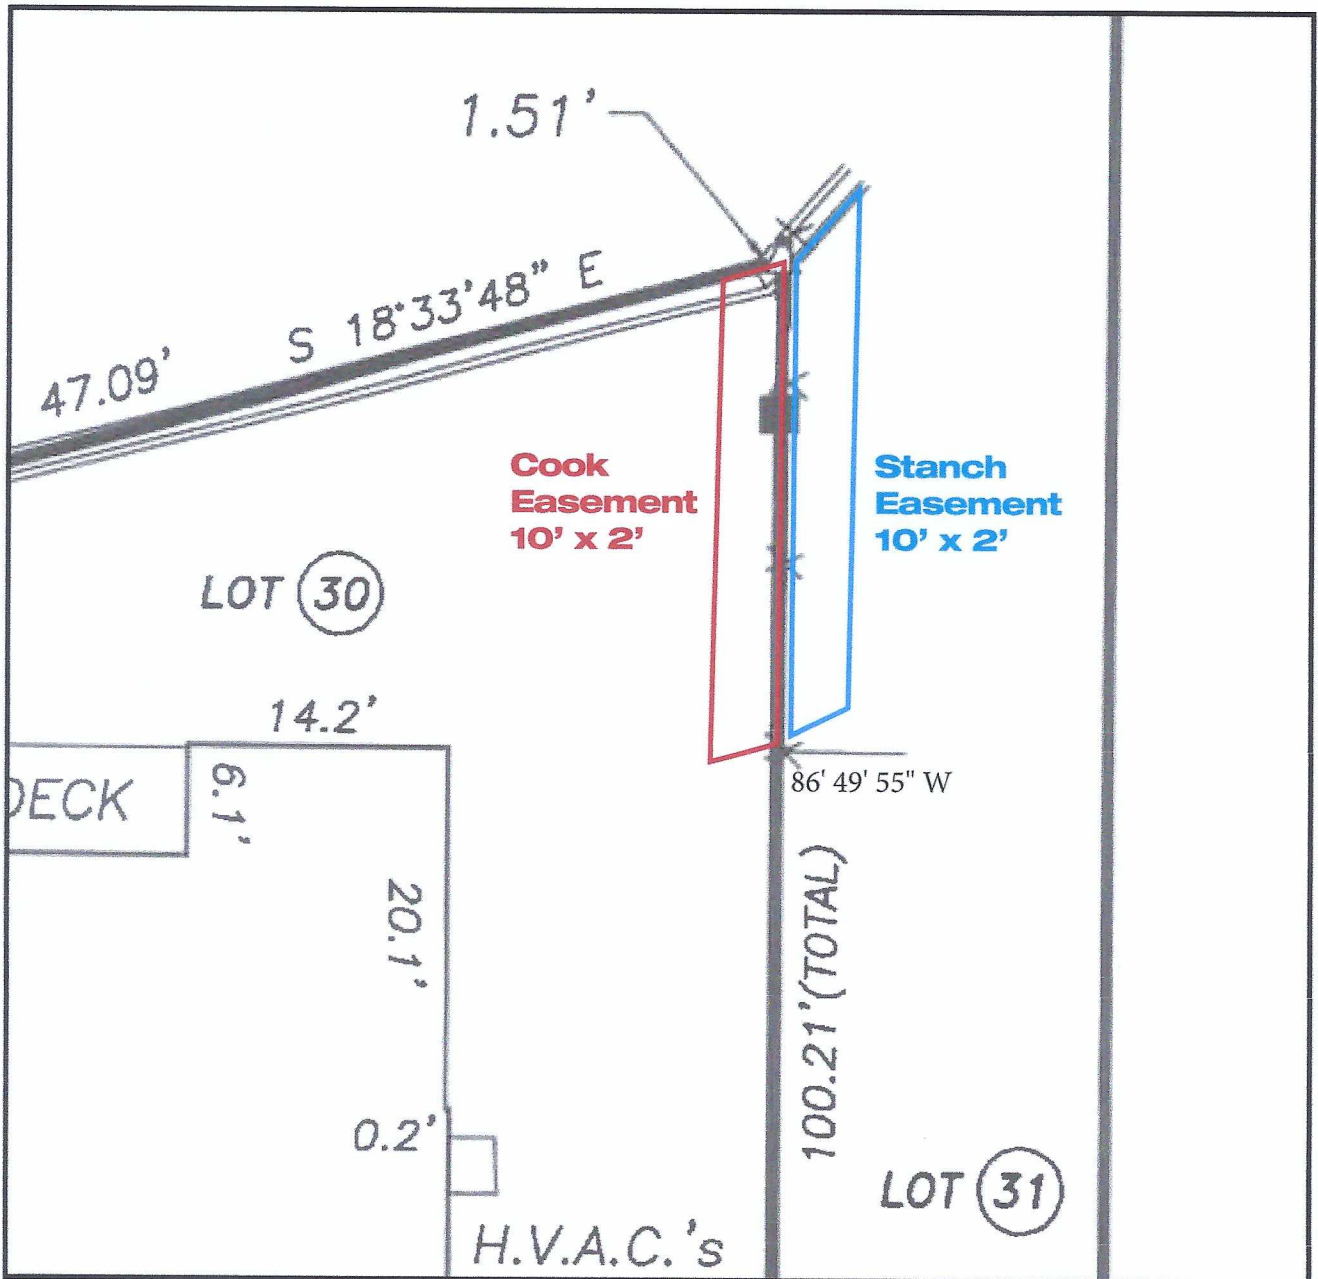 1.51’
S 18°33’48” E
47.09’
Cook
Easement
10’ x 2’
Stanch
Easement
10’ x 2’
LOT 30
14.2’
DECK
6.1’
86' 49' 55" W
20.1’
100.21’(TOTAL)
0.2’
LOT 31
H.V.A.C.’s